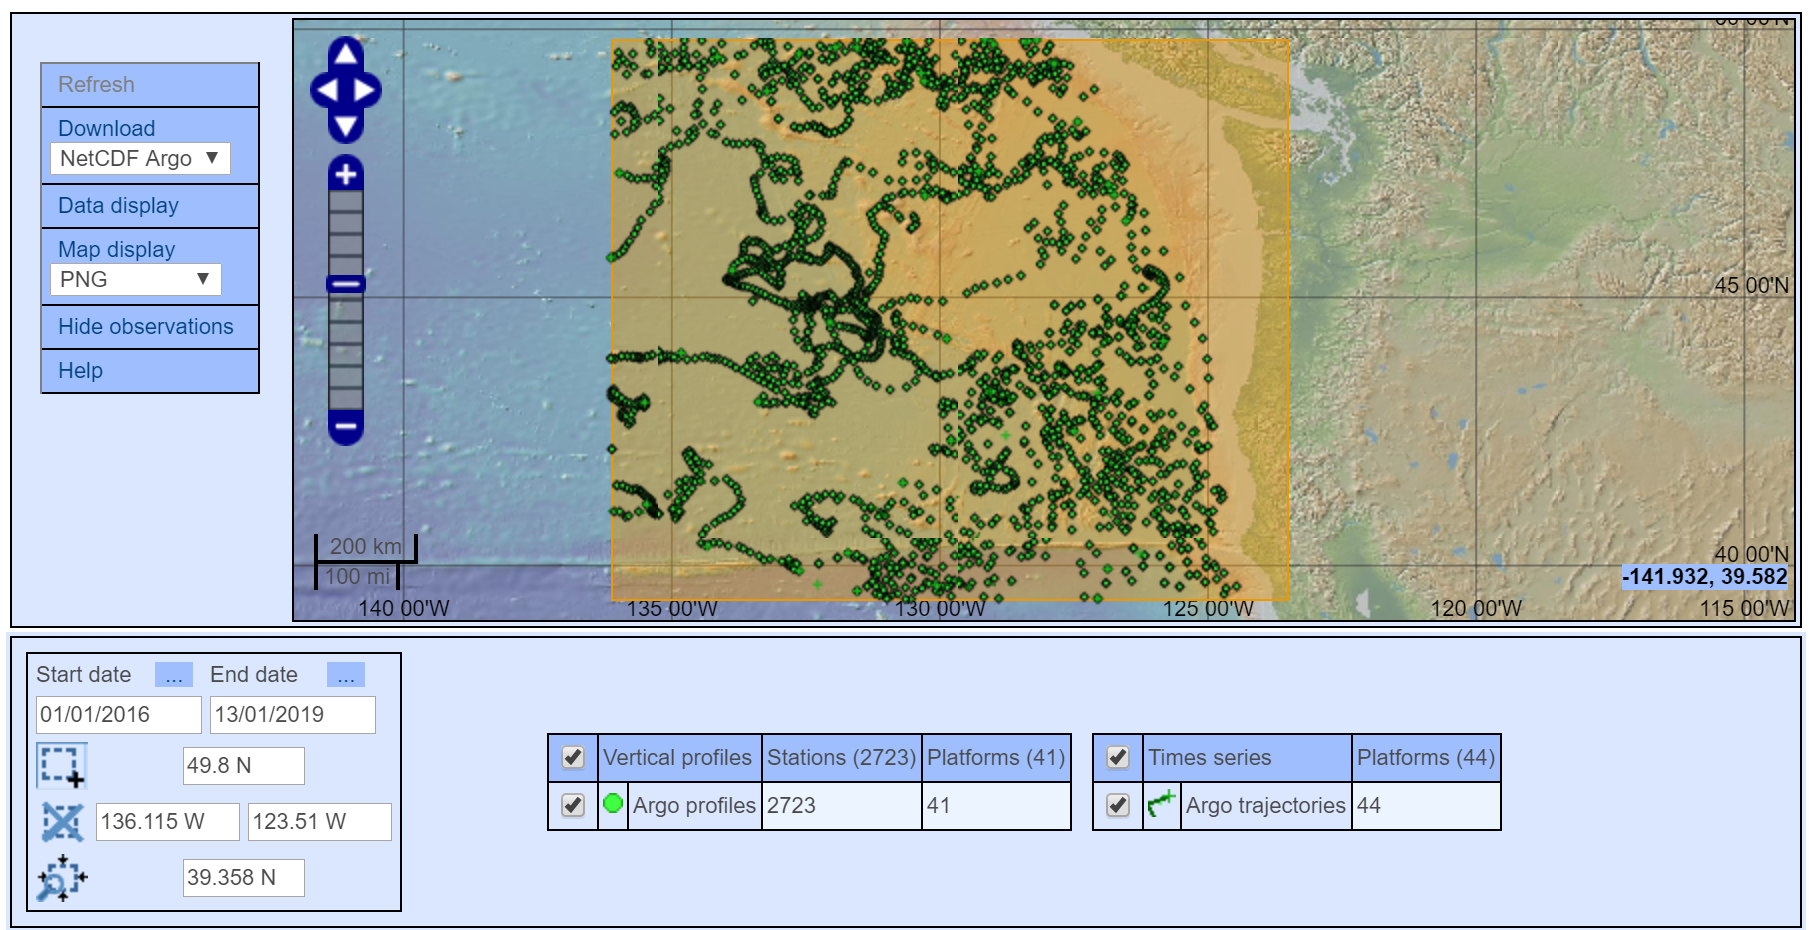 Refresh
Download
NetCDF Argo ▼
Data display
Map display
PNG ▼
Hide observations
Help
45 00'N
40 00'N
-141.932, 39.582
200 km
100 mi
140 00'W
135 00'W
130 00'W
125 00'W
120 00'W
115 00'W
Start date ... End date ...
01/01/2016 13/01/2019
49.8 N
136.115 W 123.51 W
39.358 N
Vertical profiles Stations (2723) Platforms (41)
Argo profiles 2723 41
Times series Platforms (44)
Argo trajectories 44